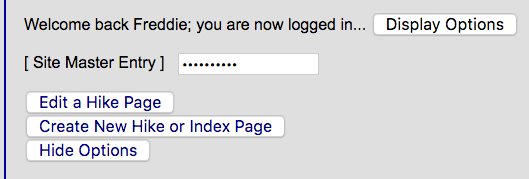 Welcome back Freddie; you are now logged in... Display Options
[ Site Master Entry ] ••••••••••
Edit a Hike Page
Create New Hike or Index Page
Hide Options